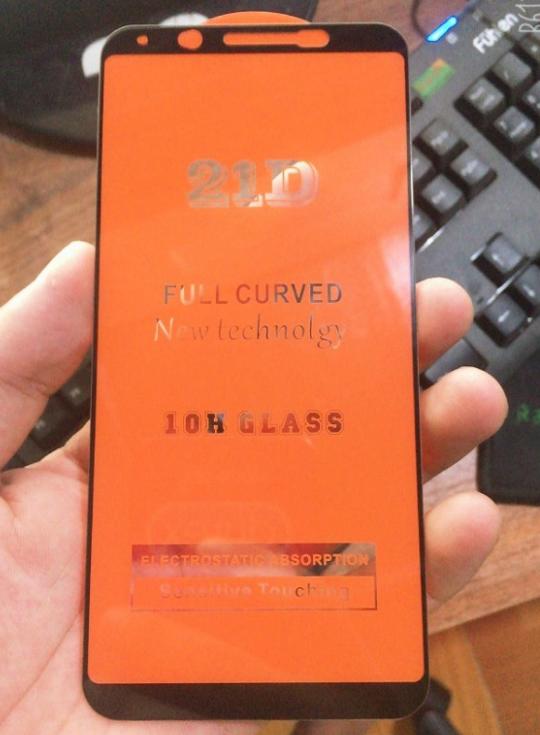 21D
FULL CURVED
New technolgy
10H GLASS
ELECTROSTATIC ABSORPTION
Sensitive Touching